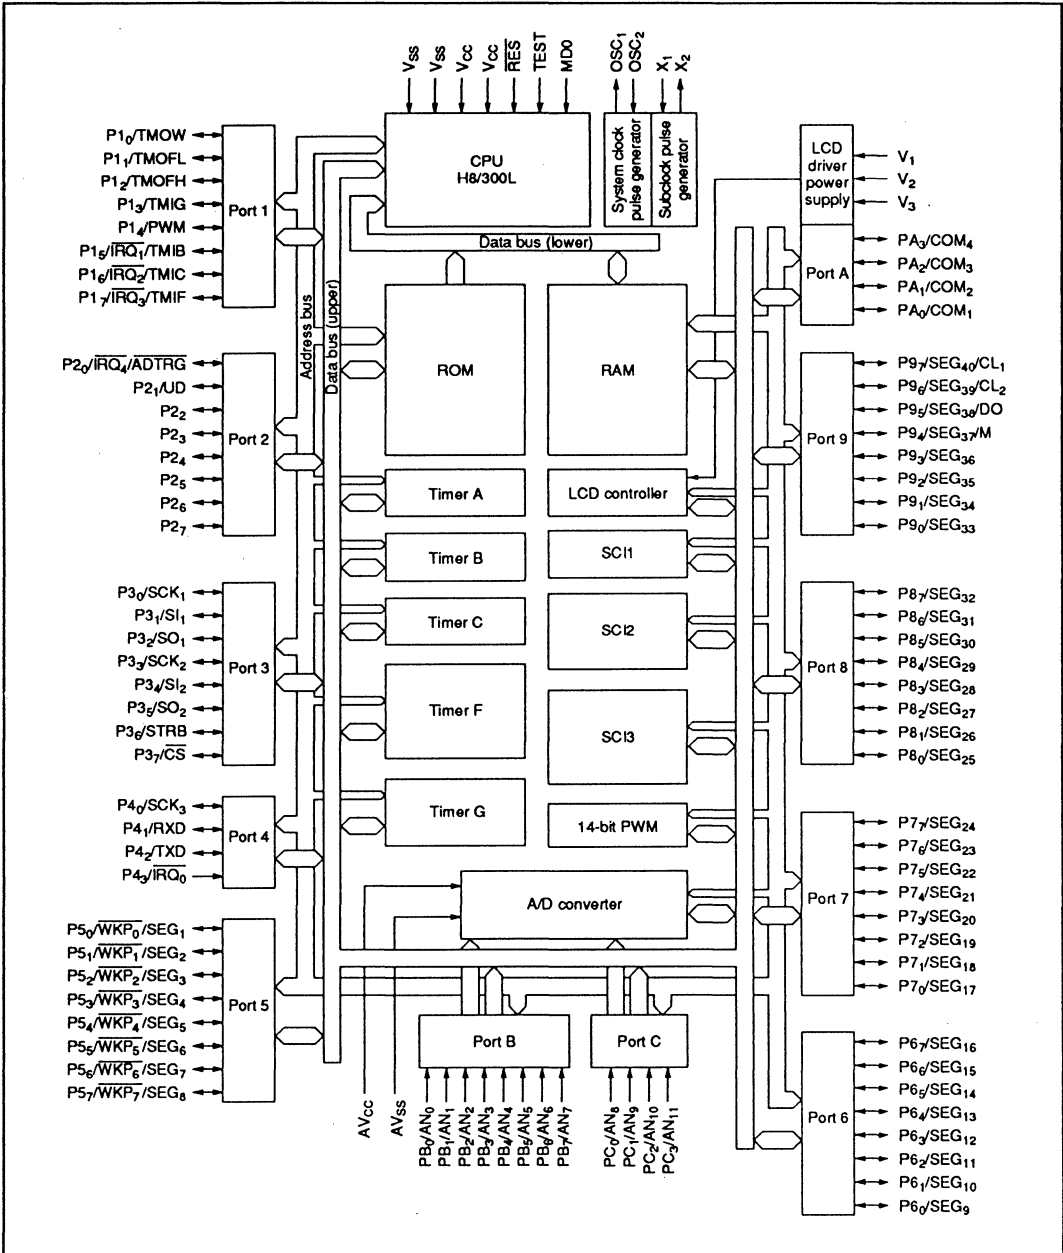 VSS
VSS
VCC
VCC
RES
TEST
MD0
OSC1
OSC2
X1
X2
CPU
H8/300L
System clock
pulse generator
Subclock pulse
generator
LCD
driver
power
supply
V1
V2
V3
P10/TMOW
P11/TMOFL
P12/TMOFH
P13/TMIG
P14/PWM
P15/IRQ1/TMIB
P16/IRQ2/TMIC
P17/IRQ3/TMIF
Port 1
Data bus (lower)
Address bus
Data bus (upper)
ROM
RAM
Port A
PA3/COM4
PA2/COM3
PA1/COM2
PA0/COM1
P20/IRQ4/ADTRG
P21/UD
P22
P23
P24
P25
P26
P27
Port 2
Timer A
LCD controller
Port 9
P97/SEG40/CL1
P96/SEG39/CL2
P95/SEG38/DO
P94/SEG37/M
P93/SEG36
P92/SEG35
P91/SEG34
P90/SEG33
Timer B
SCI1
P30/SCK1
P31/SI1
P32/SO1
P33/SCK2
P34/SI2
P35/SO2
P36/STRB
P37/CS
Port 3
Timer C
SCI2
Timer F
SCI3
Port 8
P87/SEG32
P86/SEG31
P85/SEG30
P84/SEG29
P83/SEG28
P82/SEG27
P81/SEG26
P80/SEG25
P40/SCK3
P41/RXD
P42/TXD
P43/IRQ0
Port 4
Timer G
14-bit PWM
A/D converter
Port 7
P77/SEG24
P76/SEG23
P75/SEG22
P74/SEG21
P73/SEG20
P72/SEG19
P71/SEG18
P70/SEG17
P50/WKP0/SEG1
P51/WKP1/SEG2
P52/WKP2/SEG3
P53/WKP3/SEG4
P54/WKP4/SEG5
P55/WKP5/SEG6
P56/WKP6/SEG7
P57/WKP7/SEG8
Port 5
Port B
Port C
Port 6
P67/SEG16
P66/SEG15
P65/SEG14
P64/SEG13
P63/SEG12
P62/SEG11
P61/SEG10
P60/SEG9
AVCC
AVSS
PB0/AN0
PB1/AN1
PB2/AN2
PB3/AN3
PB4/AN4
PB5/AN5
PB6/AN6
PB7/AN7
PC0/AN8
PC1/AN9
PC2/AN10
PC3/AN11